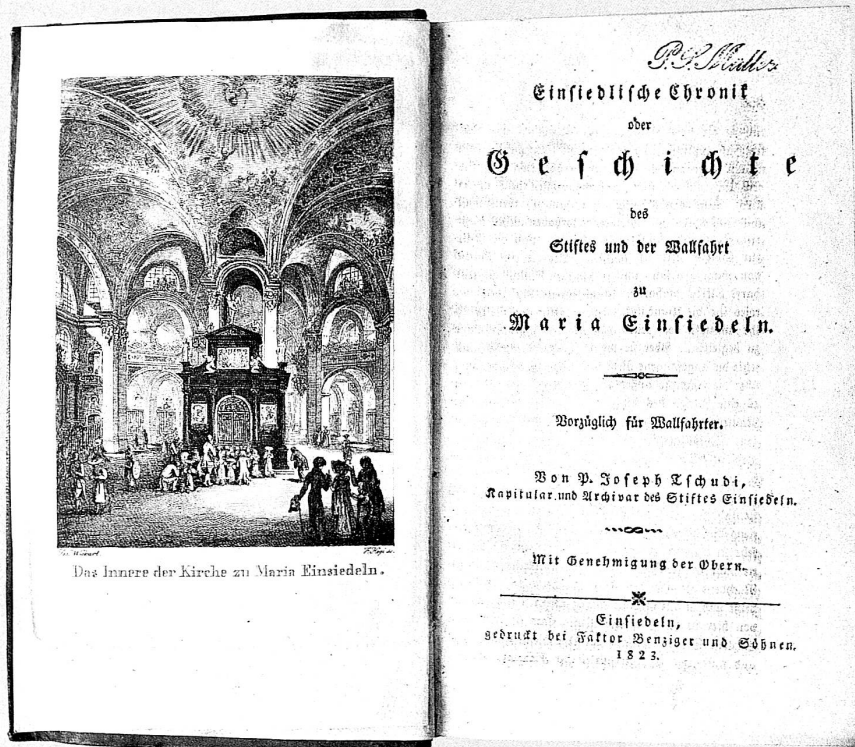 Das Innere der Kirche zu Maria Einsiedeln.
Einsiedlische Chronik
oder
Geschichte
des
Stiftes und der Wallfahrt
zu
Maria Einsiedeln.
Vorzüglich für Wallfahrter.
Von P. Joseph Tschudi,
Kapitular und Archivar des Stiftes Einsiedeln.
Mit Genehmigung der Obern.
Einsiedeln,
gedruckt bei Faktor Benziger und Söhnen.
1823.